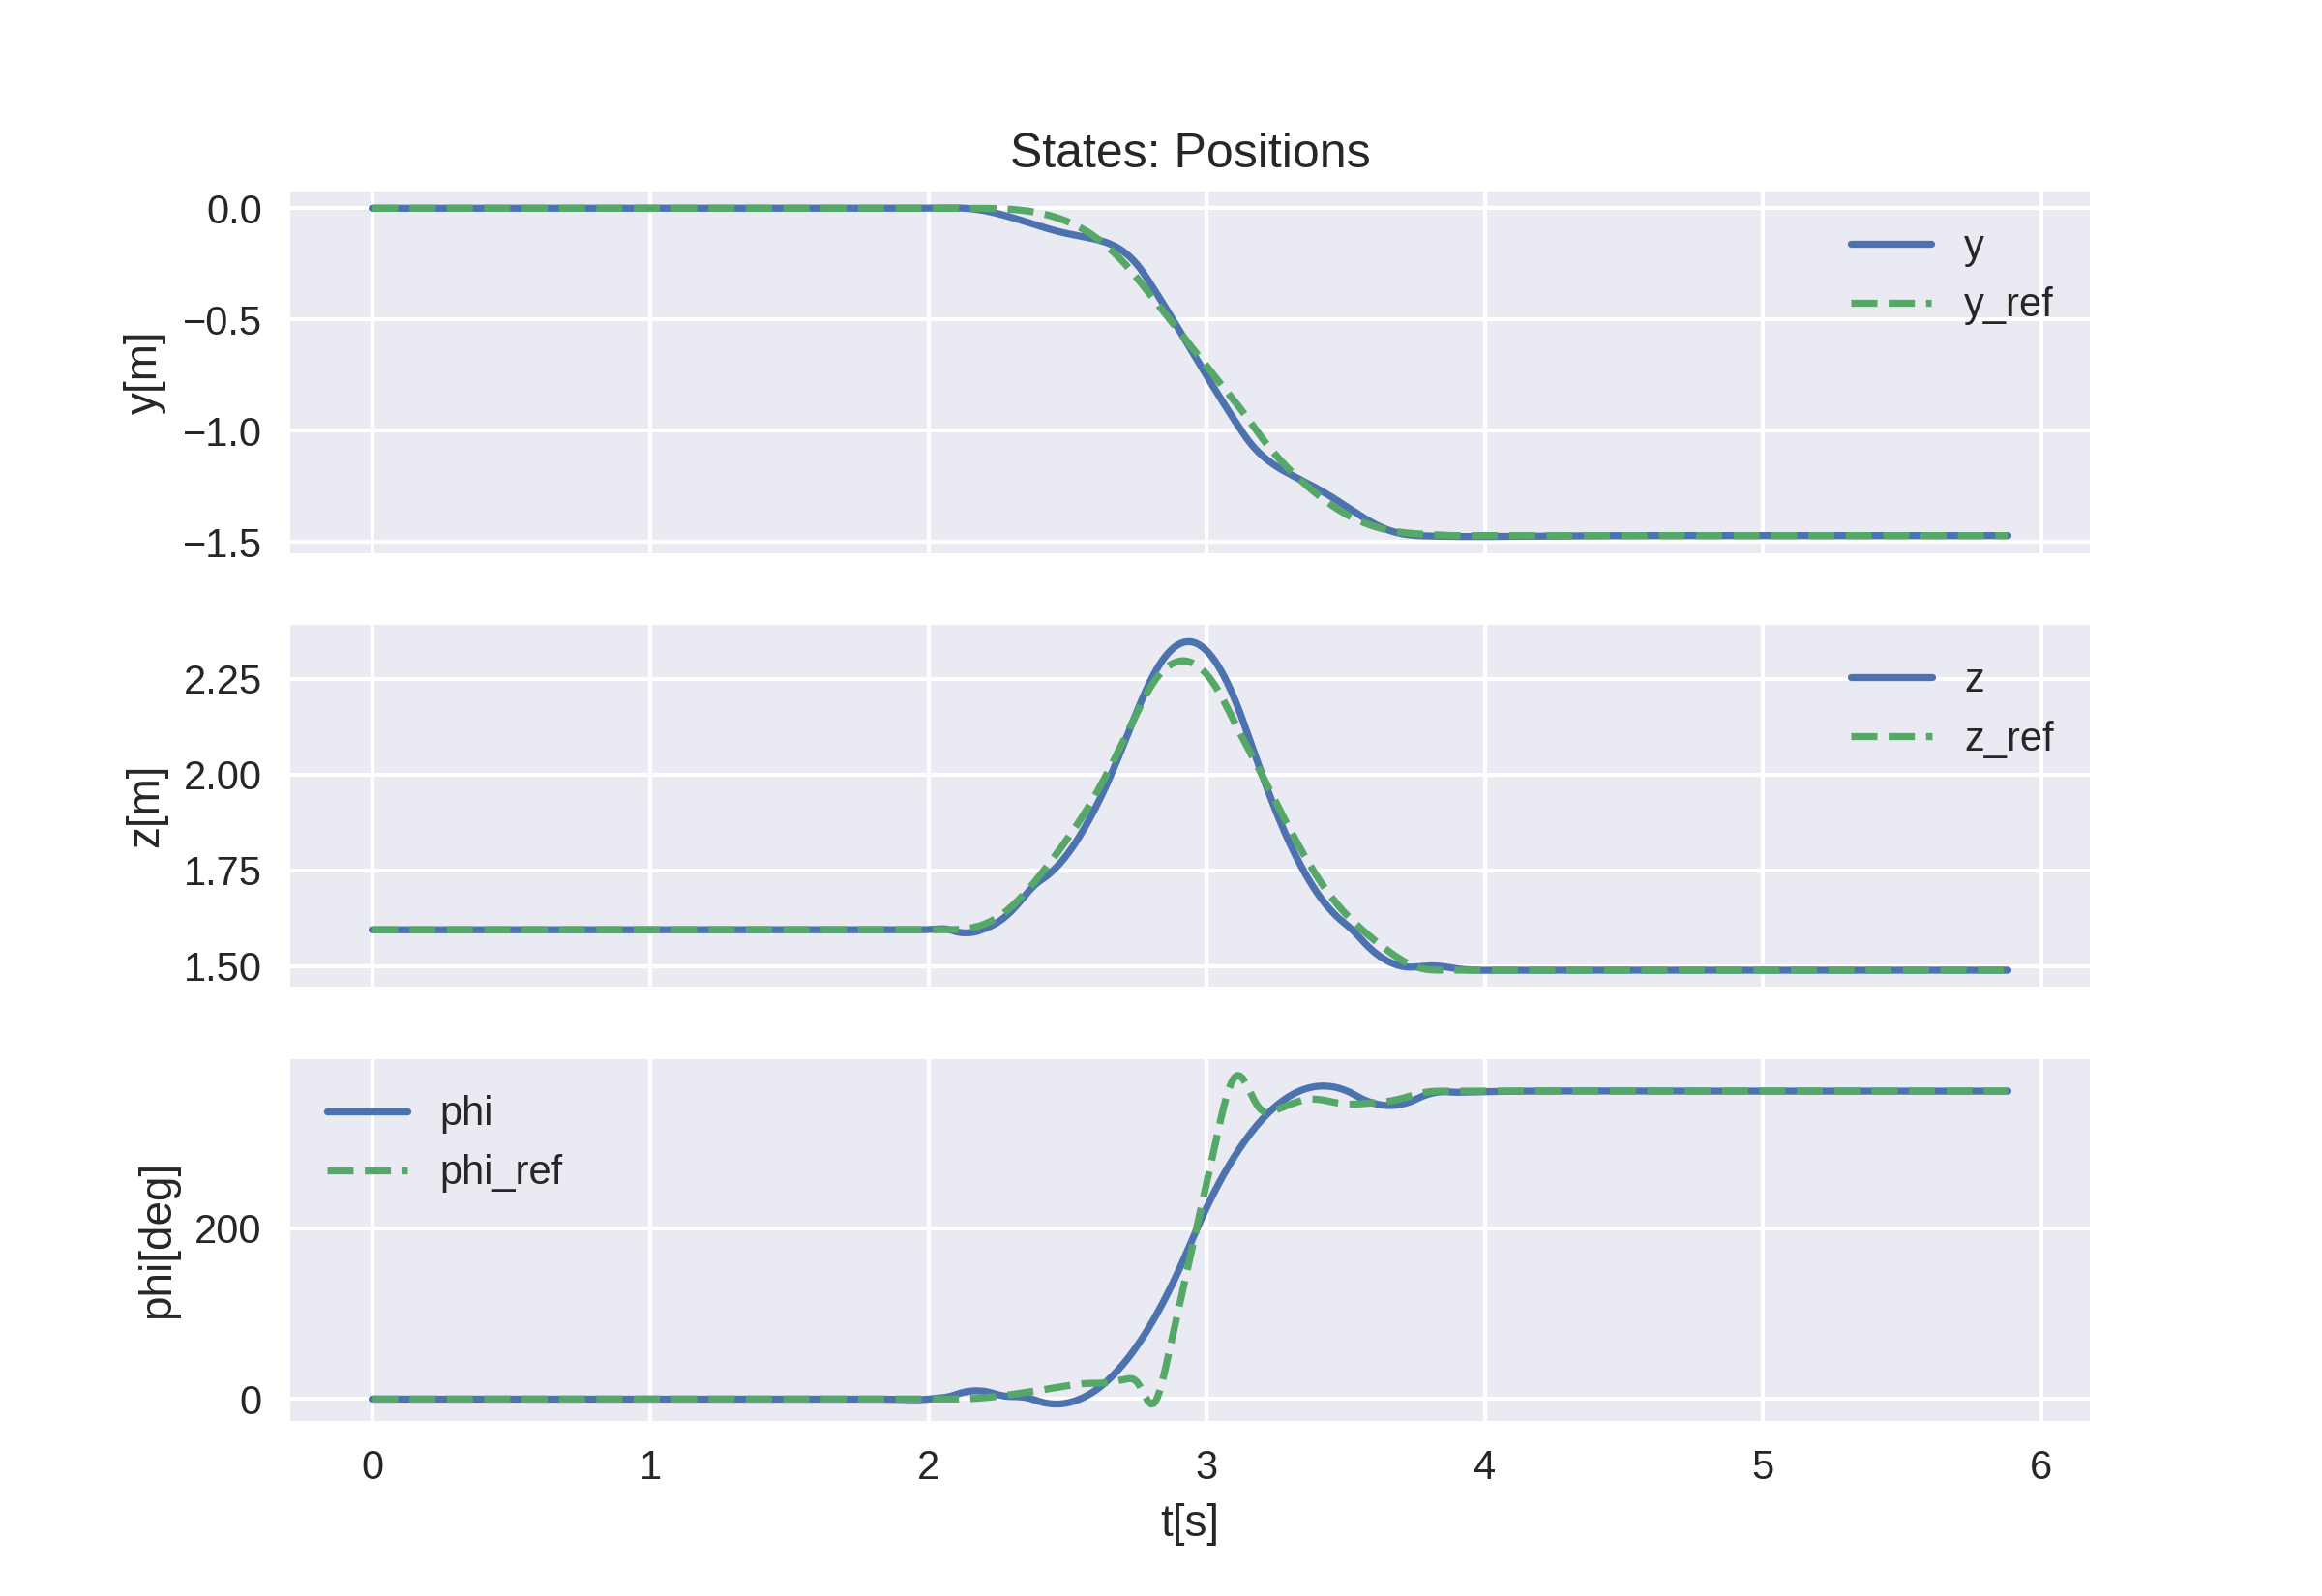 States: Positions
0.0
−0.5
−1.0
−1.5
y[m]
y
y_ref
2.25
2.00
1.75
1.50
z[m]
z
z_ref
200
0
phi[deg]
phi
phi_ref
0 1 2 3 4 5 6
t[s]